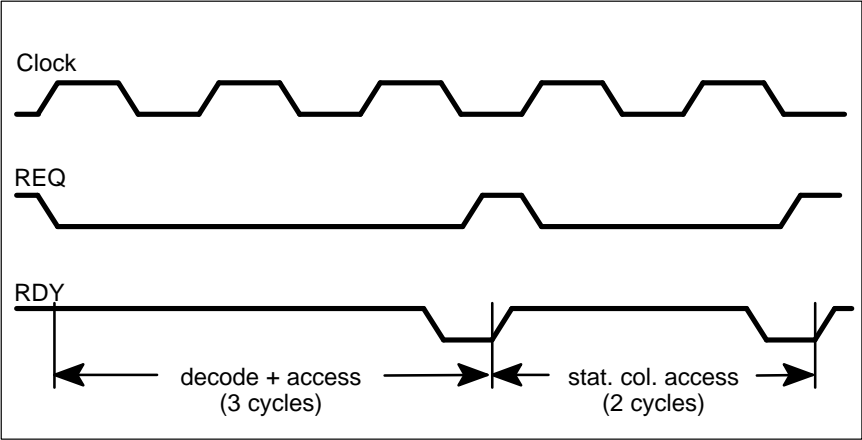 Clock
REQ
RDY
decode + access
(3 cycles)
stat. col. access
(2 cycles)